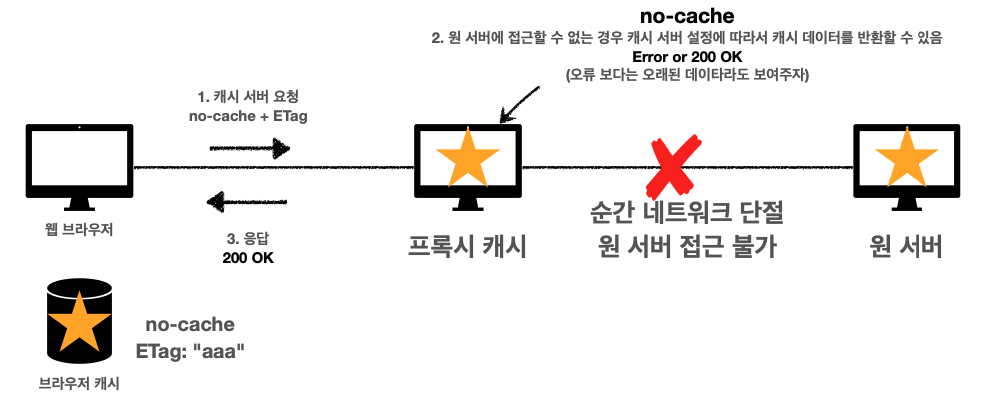 no-cache
2. 원 서버에 접근할 수 없는 경우 캐시 서버 설정에 따라서 캐시 데이터를 반환할 수 있음
Error or 200 OK
(오류 보다는 오래된 데이타라도 보여주자)
1. 캐시 서버 요청
no-cache + ETag
웹 브라우저
3. 응답
200 OK
프록시 캐시
순간 네트워크 단절
원 서버 접근 불가
원 서버
no-cache
ETag: "aaa"
브라우저 캐시